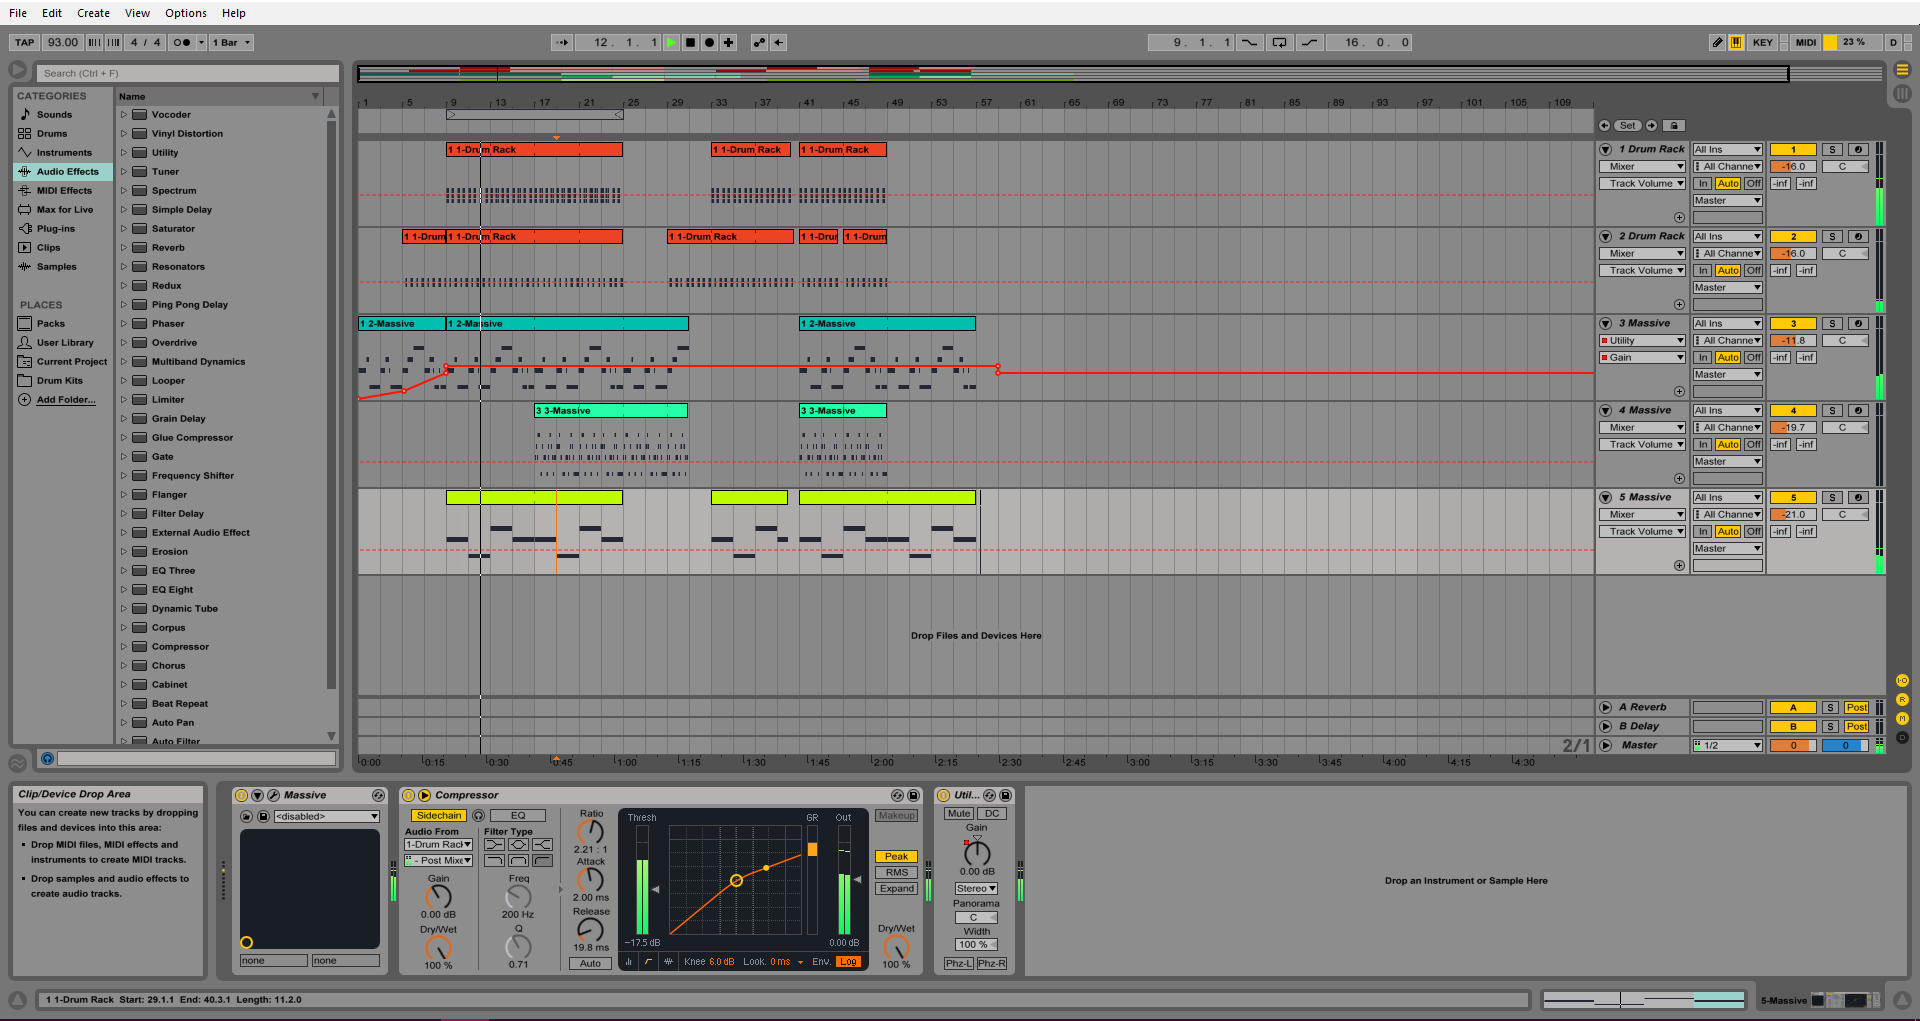 File Edit Create View Options Help
TAP 93.00 4 / 4 1 Bar 12. 1. 1 9. 1. 1 16. 0. 0 KEY MIDI 23 % D
Search (Ctrl + F)
CATEGORIES
Sounds
Drums
Instruments
Audio Effects
MIDI Effects
Max for Live
Plug-ins
Clips
Samples
PLACES
Packs
User Library
Current Project
Drum Kits
Add Folder...
Name
Vocoder
Vinyl Distortion
Utility
Tuner
Spectrum
Simple Delay
Saturator
Reverb
Resonators
Redux
Ping Pong Delay
Phaser
Overdrive
Multiband Dynamics
Looper
Limiter
Grain Delay
Glue Compressor
Gate
Frequency Shifter
Flanger
Filter Delay
External Audio Effect
Erosion
EQ Three
EQ Eight
Dynamic Tube
Corpus
Compressor
Chorus
Cabinet
Beat Repeat
Auto Pan
Auto Filter
1 5 9 13 17 21 25 29 33 37 41 45 49 53 57 61 65 69 73 77 81 85 89 93 97 101 105 109
Set
1 1-Drum Rack 1 1-Drum Rack 1 1-Drum Rack
1 Drum Rack All Ins 1 S
Mixer All Channe -16.0 C
Track Volume In Auto Off -inf -inf
Master
1 1-Drum 1 1-Drum Rack 1 1-Drum Rack 1 1-Drur 1 1-Drum
2 Drum Rack All Ins 2 S
Mixer All Channe -16.0 C
Track Volume In Auto Off -inf -inf
Master
1 2-Massive 1 2-Massive 1 2-Massive
3 Massive All Ins 3 S
Utility All Channe -11.8 C
Gain In Auto Off -inf -inf
Master
3 3-Massive 3 3-Massive
4 Massive All Ins 4 S
Mixer All Channe -19.7 C
Track Volume In Auto Off -inf -inf
Master
5 Massive All Ins 5 S
Mixer All Channe -21.0 C
Track Volume In Auto Off -inf -inf
Master
Drop Files and Devices Here
A Reverb A S Post
B Delay B S Post
2/1 Master 1/2 0 0
0:00 0:15 0:30 0:45 1:00 1:15 1:30 1:45 2:00 2:15 2:30 2:45 3:00 3:15 3:30 3:45 4:00 4:15 4:30
Clip/Device Drop Area
You can create new tracks by dropping
files and devices into this area:
Drop MIDI files, MIDI effects and
instruments to create MIDI tracks.
Drop samples and audio effects to
create audio tracks.
Massive
<disabled>
none none
Compressor
Sidechain EQ
Audio From Filter Type
1-Drum Rack
- Post Mixe
Gain
0.00 dB
Dry/Wet
100 %
Freq
200 Hz
Q
0.71
Ratio
2.21 : 1
Attack
2.00 ms
Release
19.8 ms
Auto
Thresh GR Out
-17.5 dB 0.00 dB
Knee 6.0 dB Look. 0 ms Env. Log
Makeup
Peak
RMS
Expand
Dry/Wet
100 %
Util...
Mute DC
Gain
0.00 dB
Stereo
Panorama
C
Width
100 %
Phz-L Phz-R
Drop an Instrument or Sample Here
1 1-Drum Rack Start: 29.1.1 End: 40.3.1 Length: 11.2.0
5-Massive